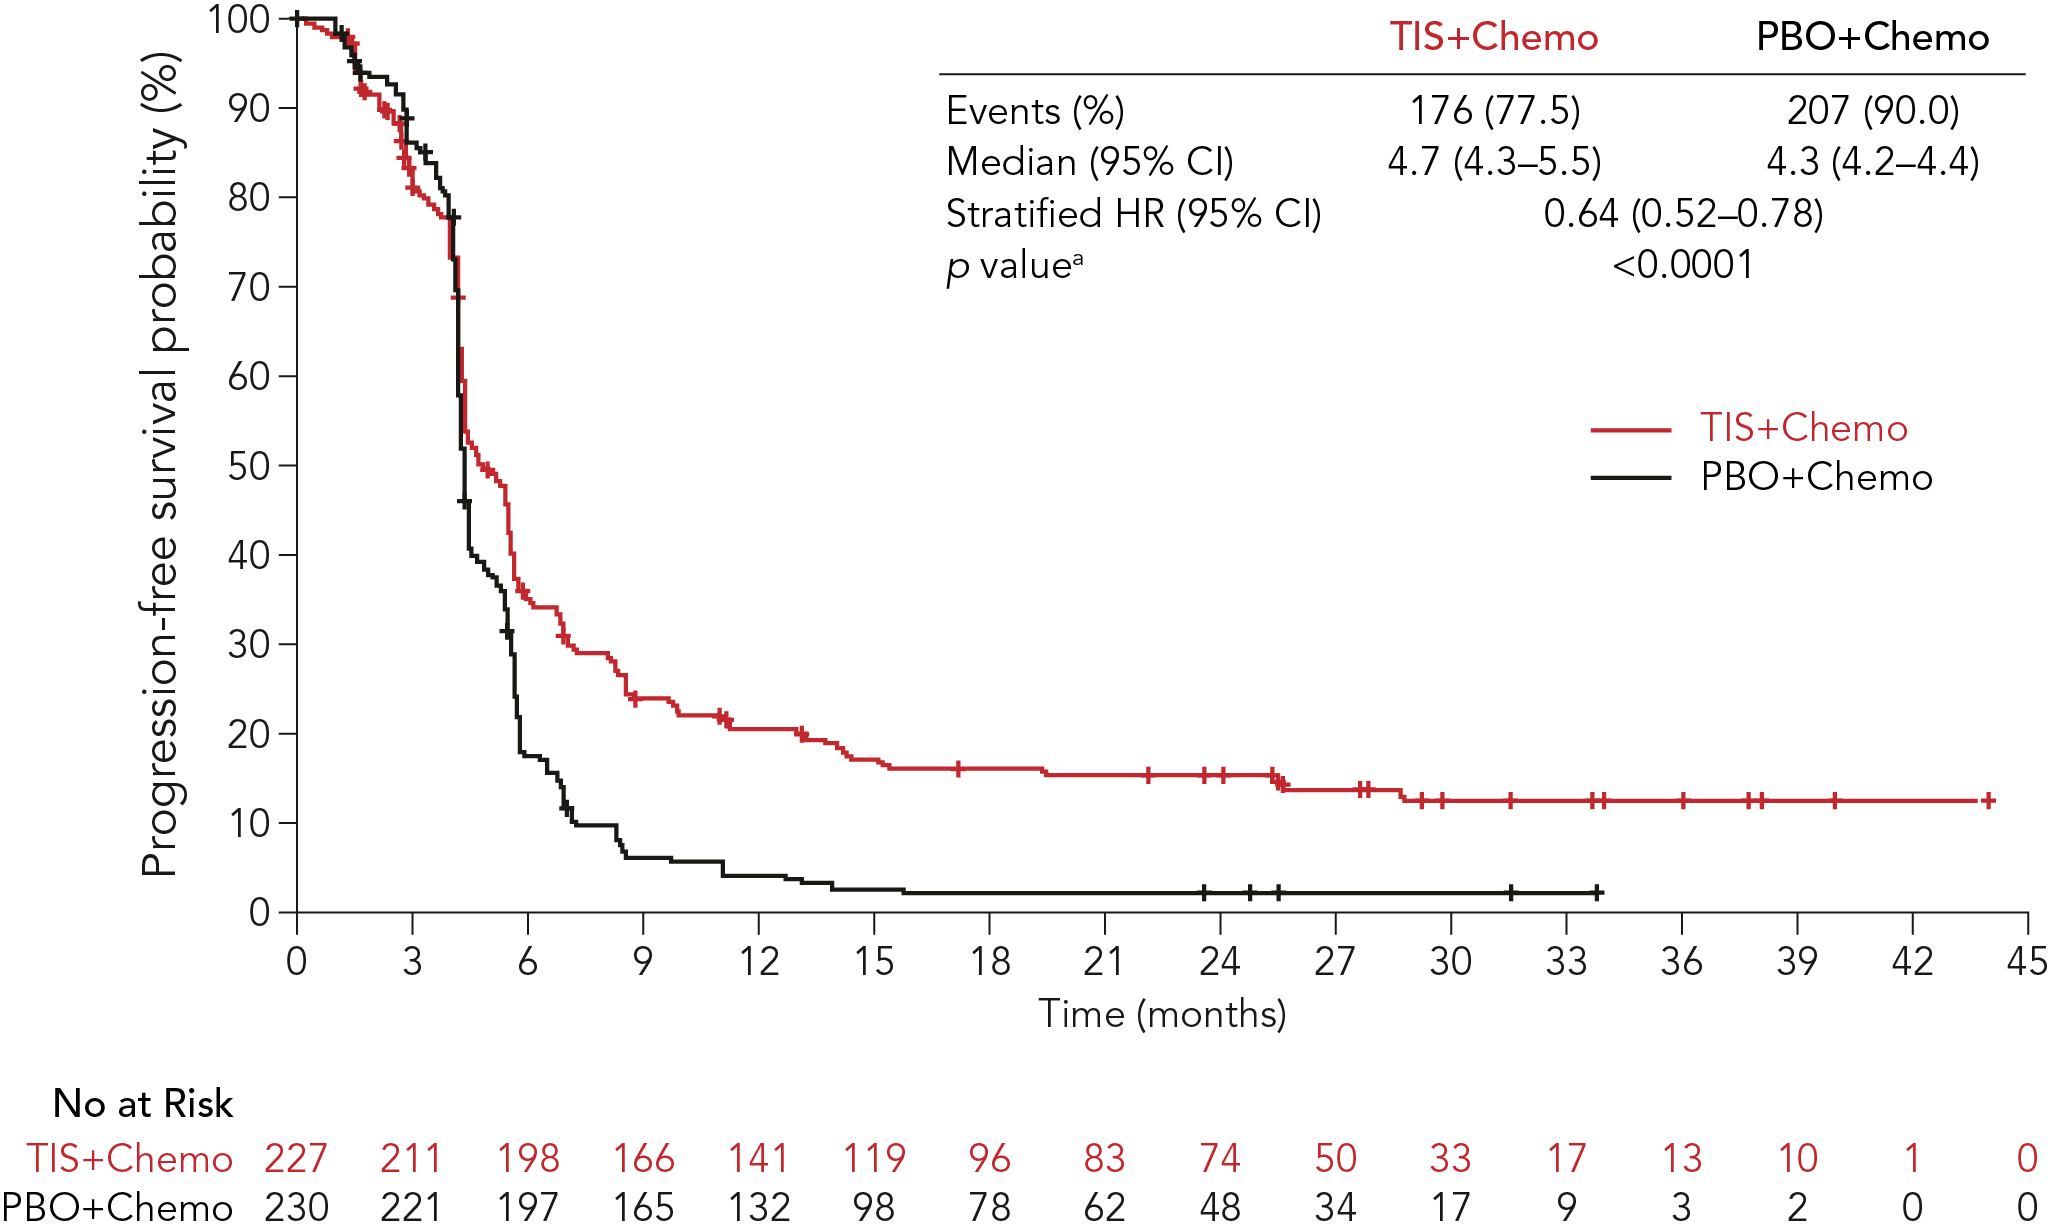 TIS+Chemo PBO+Chemo
Events (%) 176 (77.5) 207 (90.0)
Median (95% CI) 4.7 (4.3–5.5) 4.3 (4.2–4.4)
Stratified HR (95% CI) 0.64 (0.52–0.78)
p valueᵃ <0.0001
TIS+Chemo
PBO+Chemo
Progression-free survival probability (%)
100
90
80
70
60
50
40
30
20
10
0
0 3 6 9 12 15 18 21 24 27 30 33 36 39 42 45
Time (months)
No at Risk
TIS+Chemo 227 211 198 166 141 119 96 83 74 50 33 17 13 10 1 0
PBO+Chemo 230 221 197 165 132 98 78 62 48 34 17 9 3 2 0 0